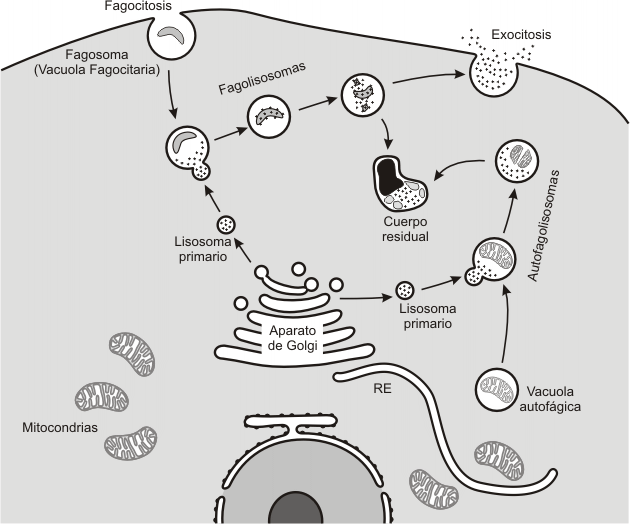 Fagocitosis
Fagosoma
(Vacuola Fagocitaria)
Fagolisosomas
Exocitosis
Cuerpo
residual
Autofagolisosomas
Lisosoma
primario
Lisosoma
primario
Aparato
de Golgi
RE
Vacuola
autofágica
Mitocondrias